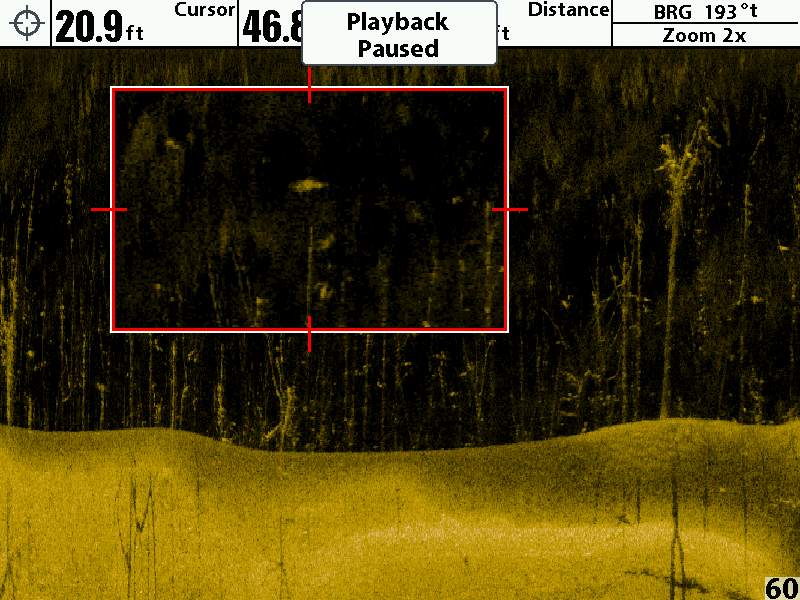 Cursor
20.9 ft
46.8 ft
Playback
Paused
Distance
BRG 193°t
Zoom 2x
60